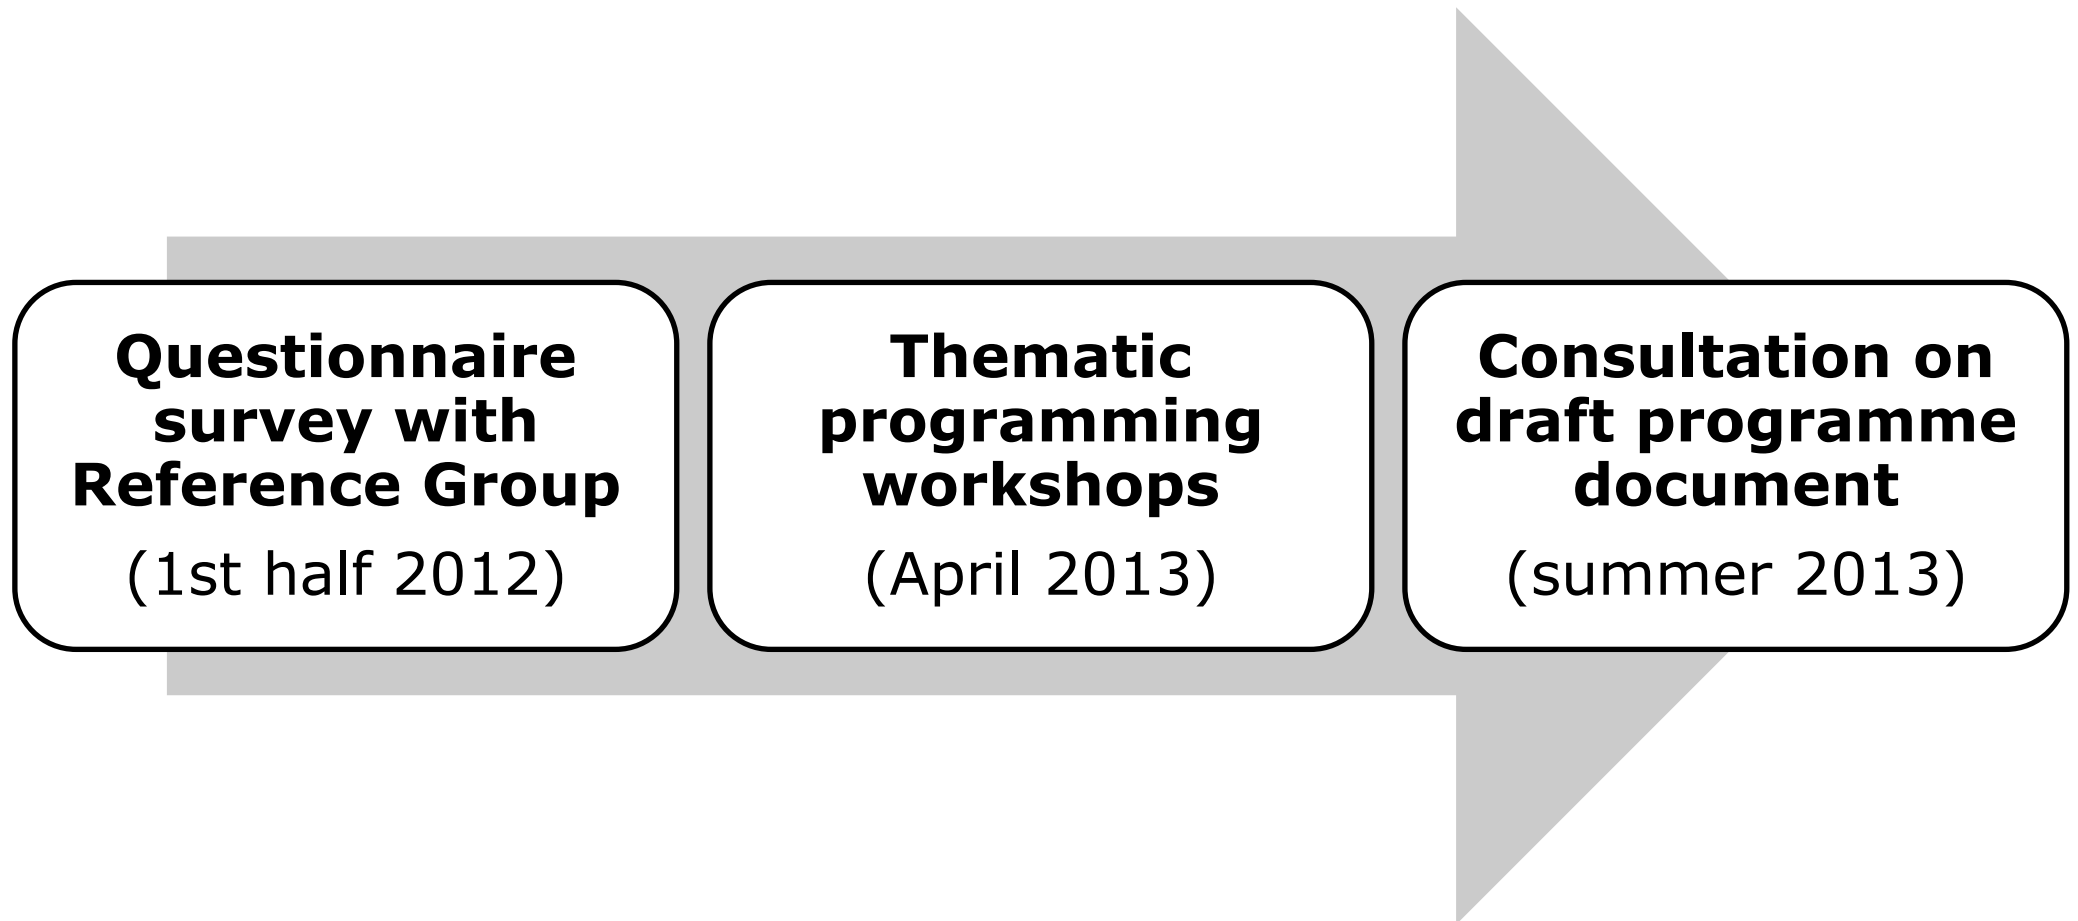 Questionnaire
survey with
Reference Group
(1st half 2012)
Thematic
programming
workshops
(April 2013)
Consultation on
draft programme
document
(summer 2013)